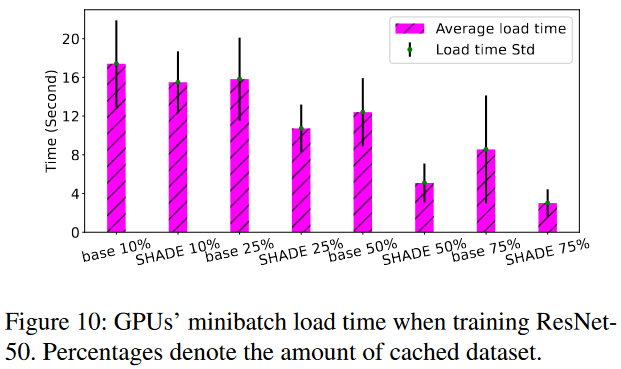 Average load time
Load time Std
Time (Second)
20
16
12
8
4
0
base 10%
SHADE 10%
base 25%
SHADE 25%
base 50%
SHADE 50%
base 75%
SHADE 75%
Figure 10: GPUs’ minibatch load time when training ResNet-
50. Percentages denote the amount of cached dataset.